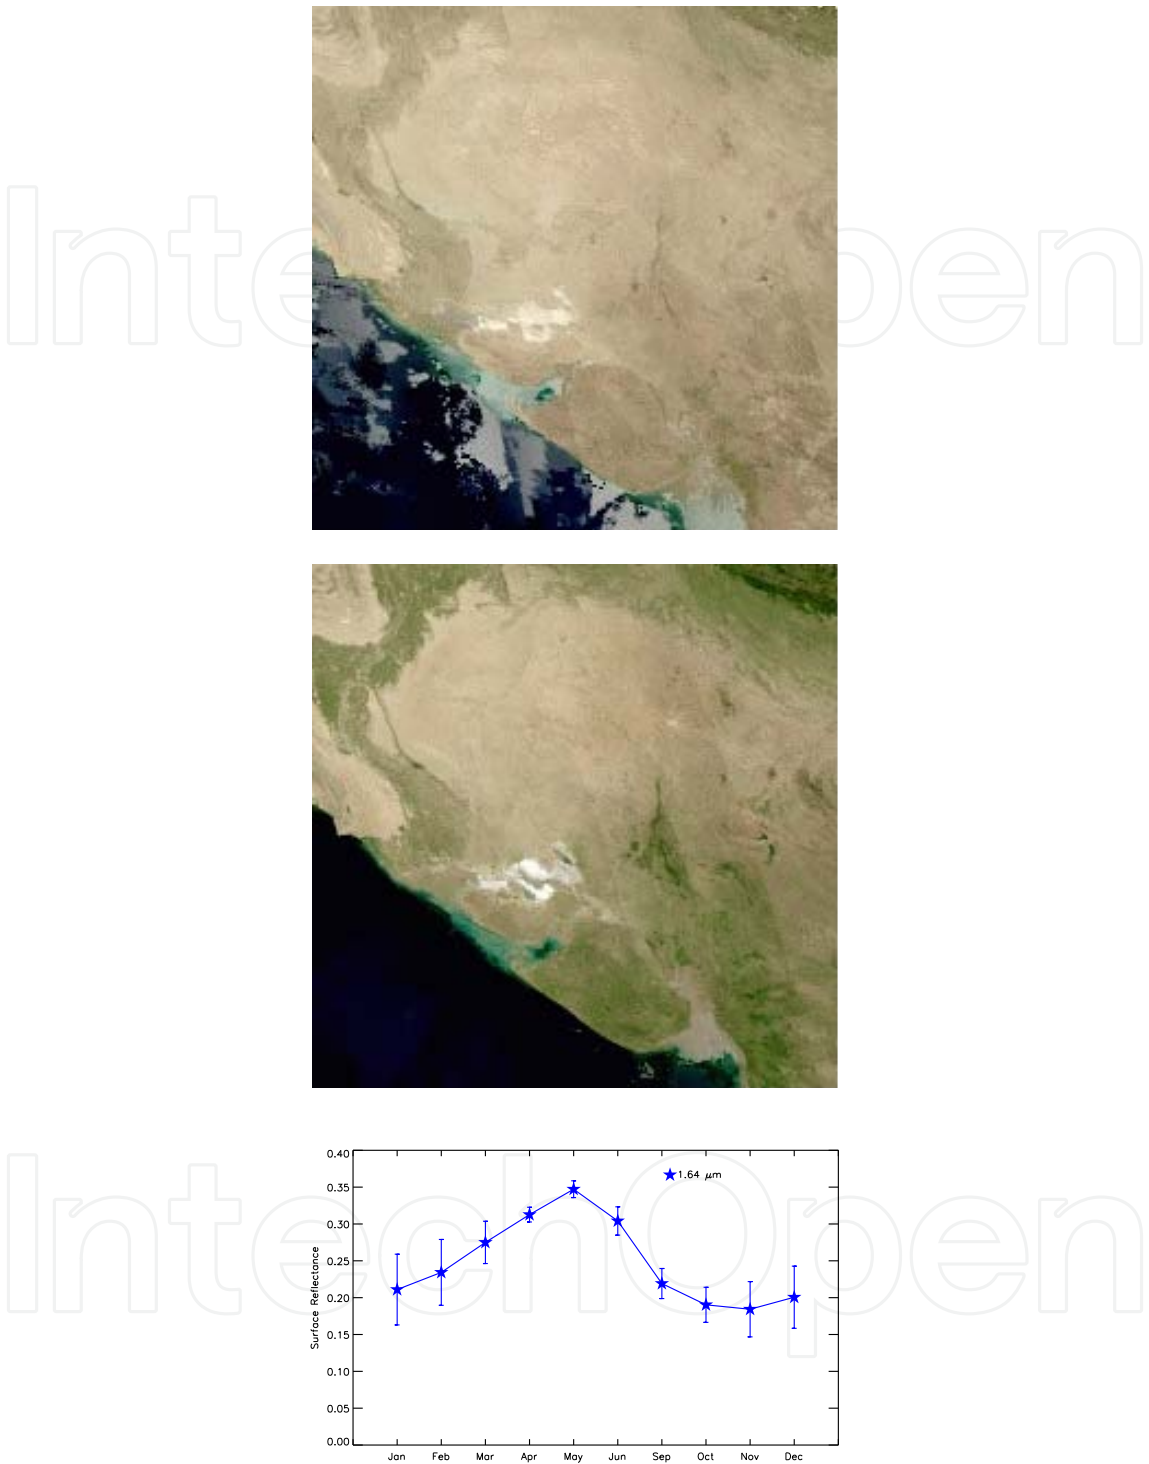 IntechOpen
IntechOpen
0.40
1.64 μm
0.35
0.30
0.25
0.20
0.15
0.10
0.05
0.00
Surface Reflectance
Jan Feb Mar Apr May Jun Sep Oct Nov Dec